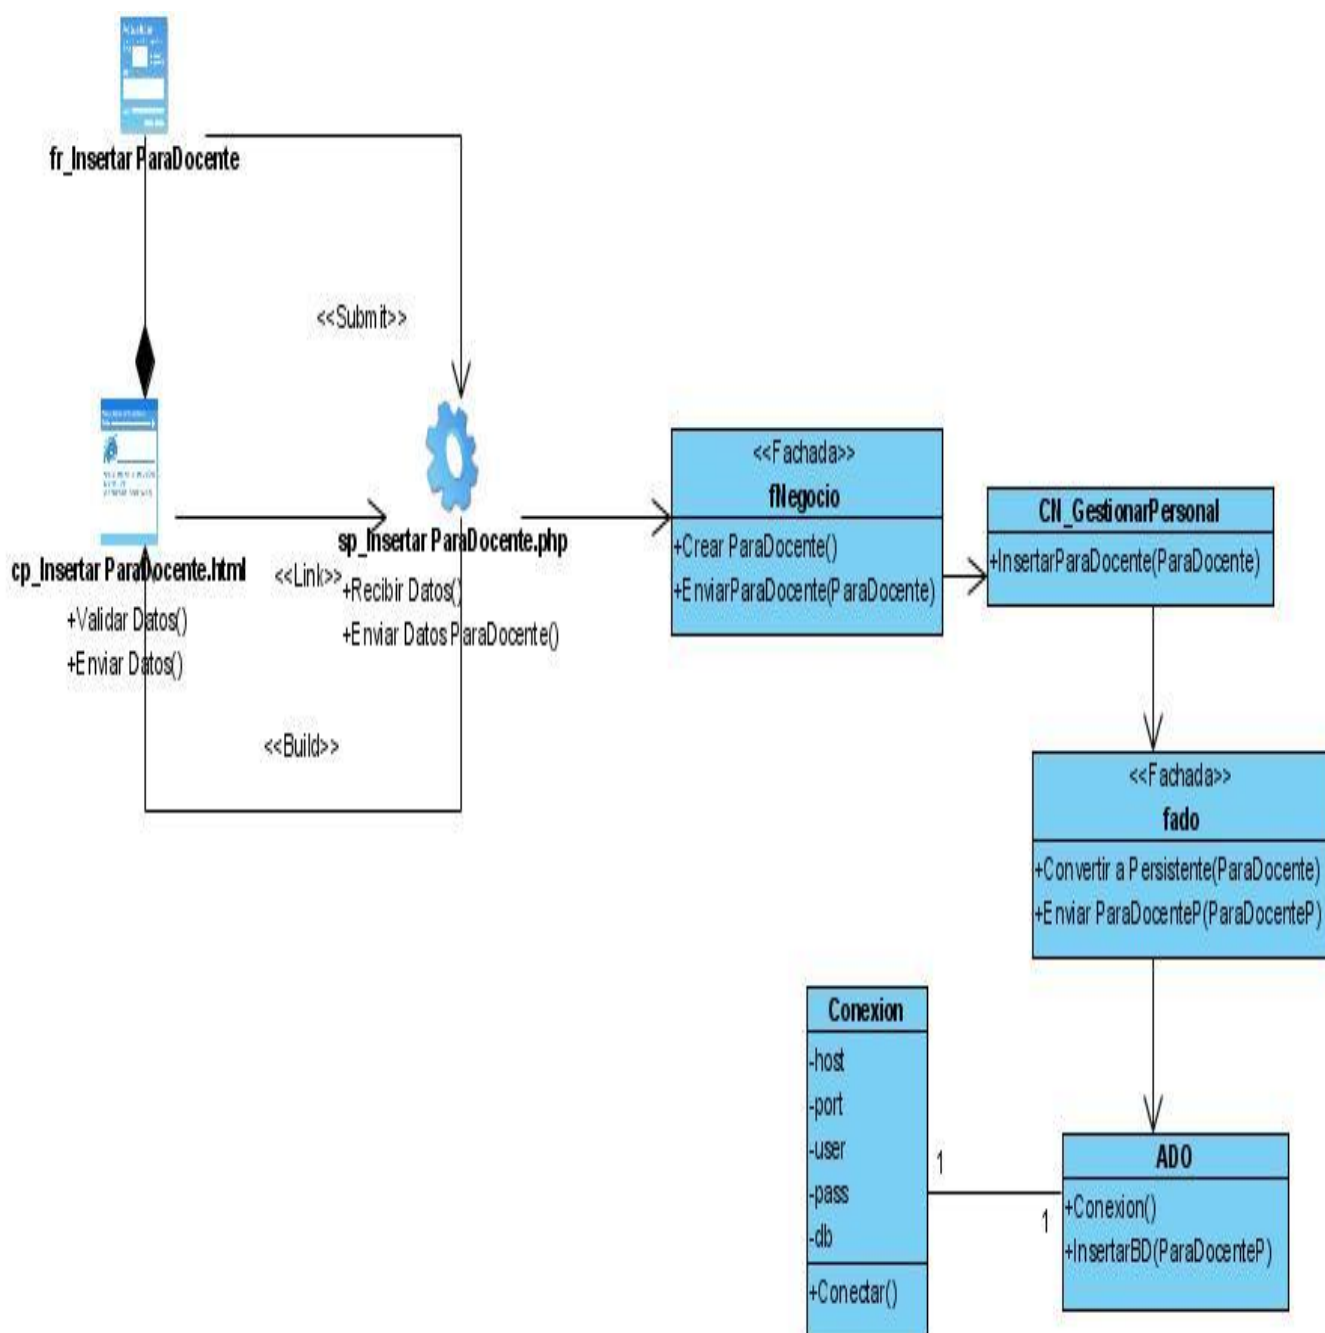 fr_Insertar ParaDocente
<<Submit>>
cp_Insertar ParaDocente.html
+Validar Datos()
+Enviar Datos()
<<Link>>
sp_Insertar ParaDocente.php
+Recibir Datos()
+Enviar Datos ParaDocente()
<<Build>>
<<Fachada>>
fNegocio
+Crear ParaDocente()
+EnviarParaDocente(ParaDocente)
CN_GestionarPersonal
+InsertarParaDocente(ParaDocente)
<<Fachada>>
fado
+Convertir a Persistente(ParaDocente)
+Enviar ParaDocenteP(ParaDocenteP)
Conexion
-host
-port
-user
-pass
-db
+Conectar()
1
1
ADO
+Conexion()
+InsertarBD(ParaDocenteP)